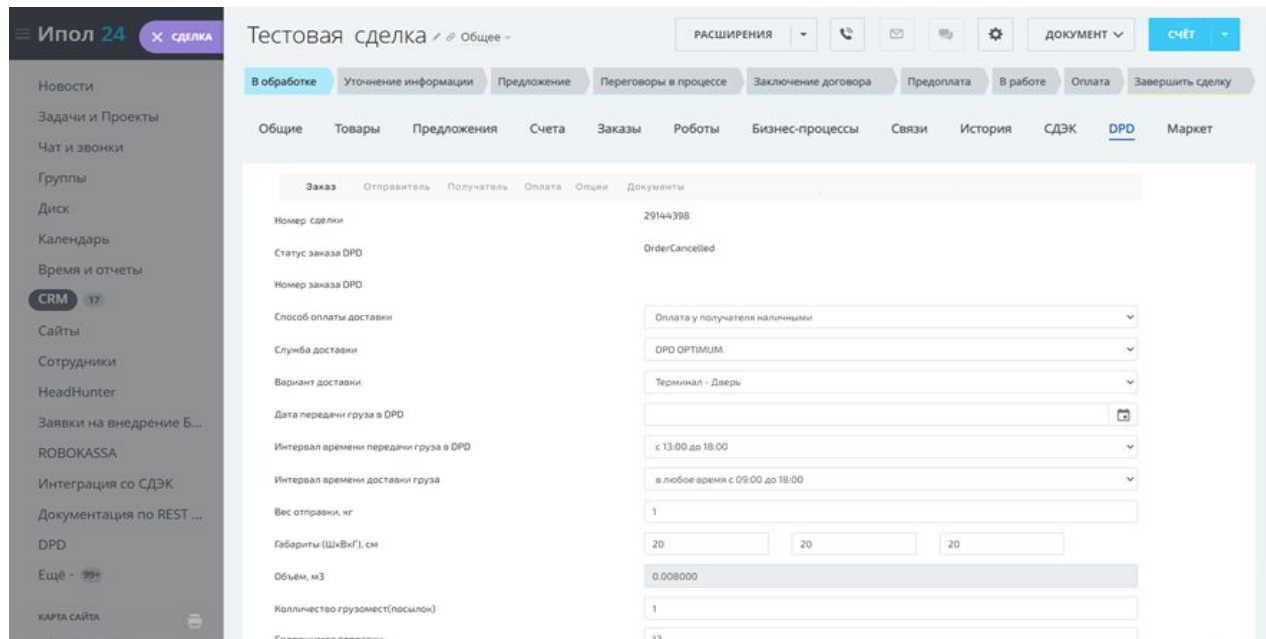 Ипол 24
СДЕЛКА
Тестовая сделка
Общее
РАСШИРЕНИЯ
ДОКУМЕНТ
СЧЁТ
В обработке Уточнение информации Предложение Переговоры в процессе Заключение договора Предоплата В работе Оплата Завершить сделку
Общие Товары Предложения Счета Заказы Роботы Бизнес-процессы Связи История СДЭК DPD Маркет
Новости
Задачи и Проекты
Чат и звонки
Группы
Диск
Календарь
Время и отчеты
CRM 17
Сайты
Сотрудники
HeadHunter
Заявки на внедрение Б...
ROBOKASSA
Интеграция со СДЭК
Документация по REST ...
DPD
Ещё - 99+
КАРТА САЙТА
Заказ Отправитель Получатель Оплата Опции Документы
Номер сделки 29144398
Статус заказа DPD OrderCancelled
Номер заказа DPD
Способ оплаты доставки Оплата у получателя наличными
Служба доставки DPD OPTIMUM
Вариант доставки Терминал - Дверь
Дата передачи груза в DPD
Интервал времени передачи груза в DPD с 13:00 до 18:00
Интервал времени доставки груза в любое время с 09:00 до 18:00
Вес отправки, кг 1
Габариты (ШхВхГ), см 20 20 20
Объём, м3 0.008000
Колличество грузомест(посылок) 1